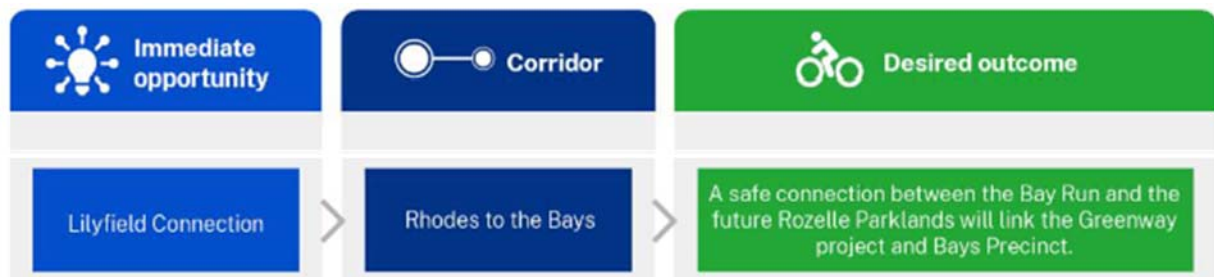 Immediate
opportunity
Corridor
Desired outcome
Lilyfield Connection
Rhodes to the Bays
A safe connection between the Bay Run and the
future Rozelle Parklands will link the Greenway
project and Bays Precinct.